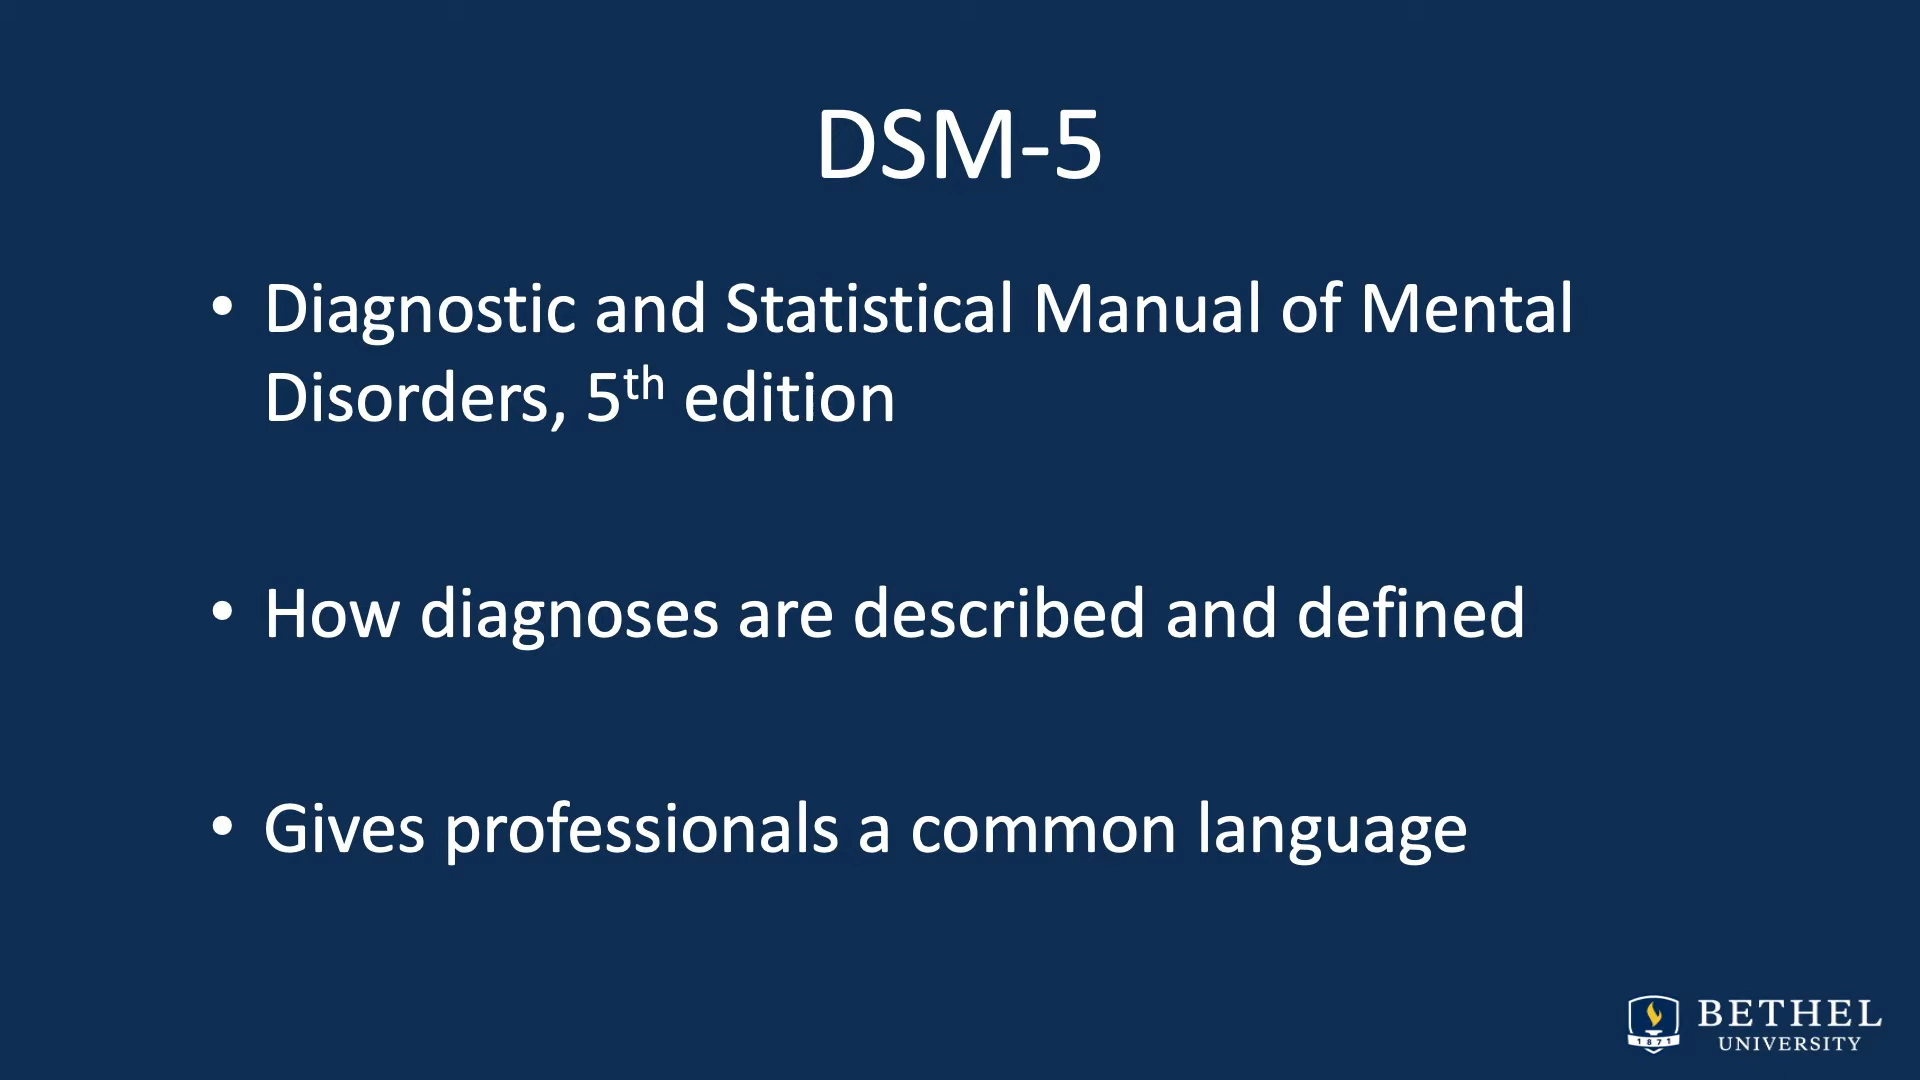 DSM-5
• Diagnostic and Statistical Manual of Mental
Disorders, 5th edition
• How diagnoses are described and defined
• Gives professionals a common language
1871
BETHEL
UNIVERSITY